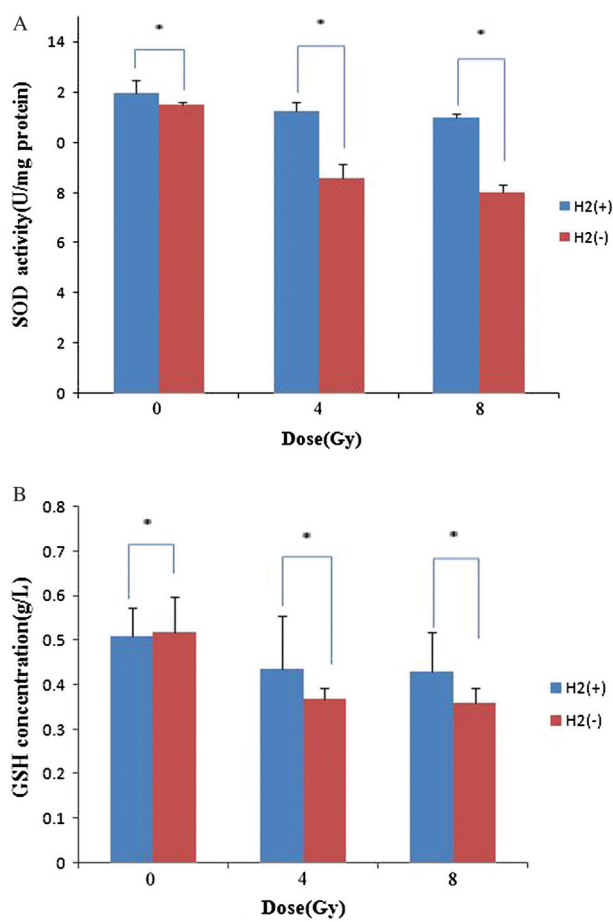 A
*
*
*
14
2
0
8
6
4
2
0
SOD activity(U/mg protein)
H2(+)
H2(-)
0 4 8
Dose(Gy)
B
*
*
*
0.8
0.7
0.6
0.5
0.4
0.3
0.2
0.1
0
GSH concentration(g/L)
H2(+)
H2(-)
0 4 8
Dose(Gy)